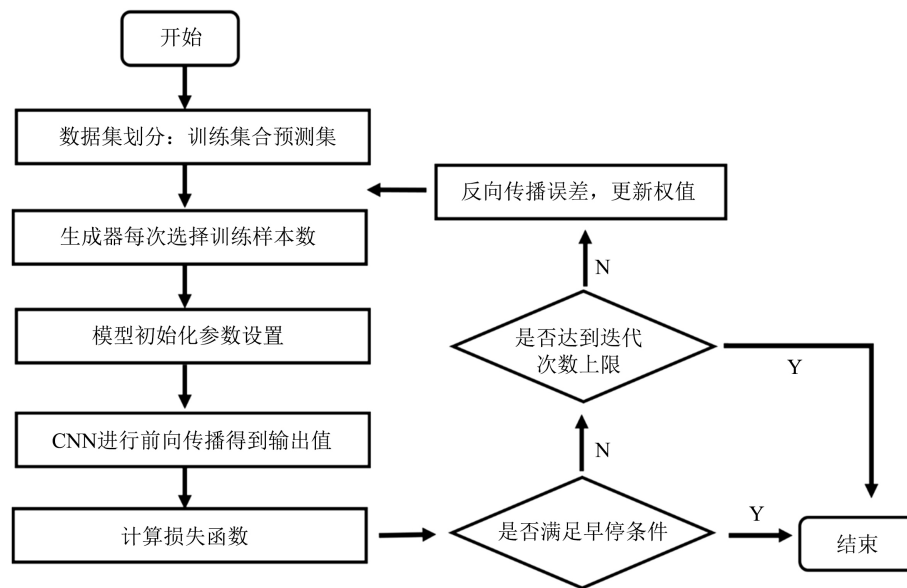 开始
数据集划分：训练集合预测集
生成器每次选择训练样本数
模型初始化参数设置
CNN进行前向传播得到输出值
计算损失函数
反向传播误差，更新权值
N
是否达到迭代
次数上限
Y
N
是否满足早停条件
Y
结束